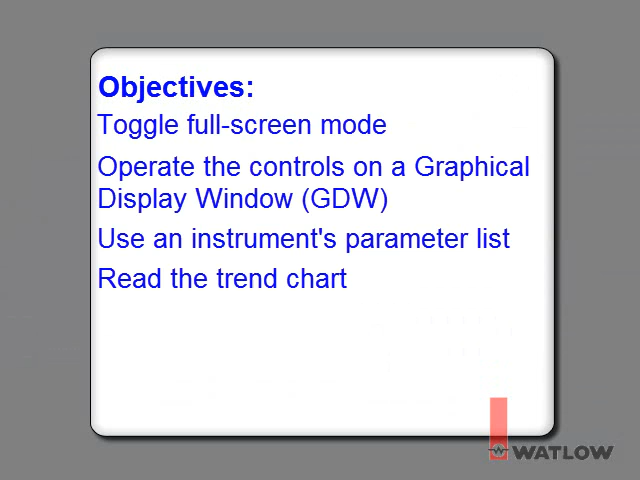 Objectives:
Toggle full-screen mode
Operate the controls on a Graphical
Display Window (GDW)
Use an instrument's parameter list
Read the trend chart
WATLOW